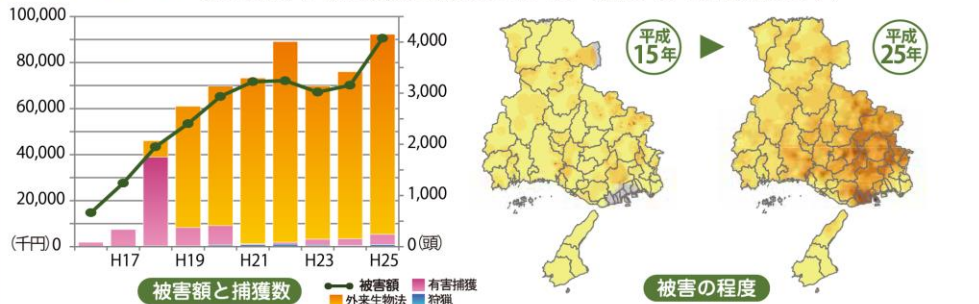 100,000
80,000
60,000
40,000
20,000
(千円)0
4,000
3,000
2,000
1,000
0(頭)
H17
H19
H21
H23
H25
被害額と捕獲数
被害額
有害捕獲
外来生物法
狩猟
平成
15年
平成
25年
被害の程度